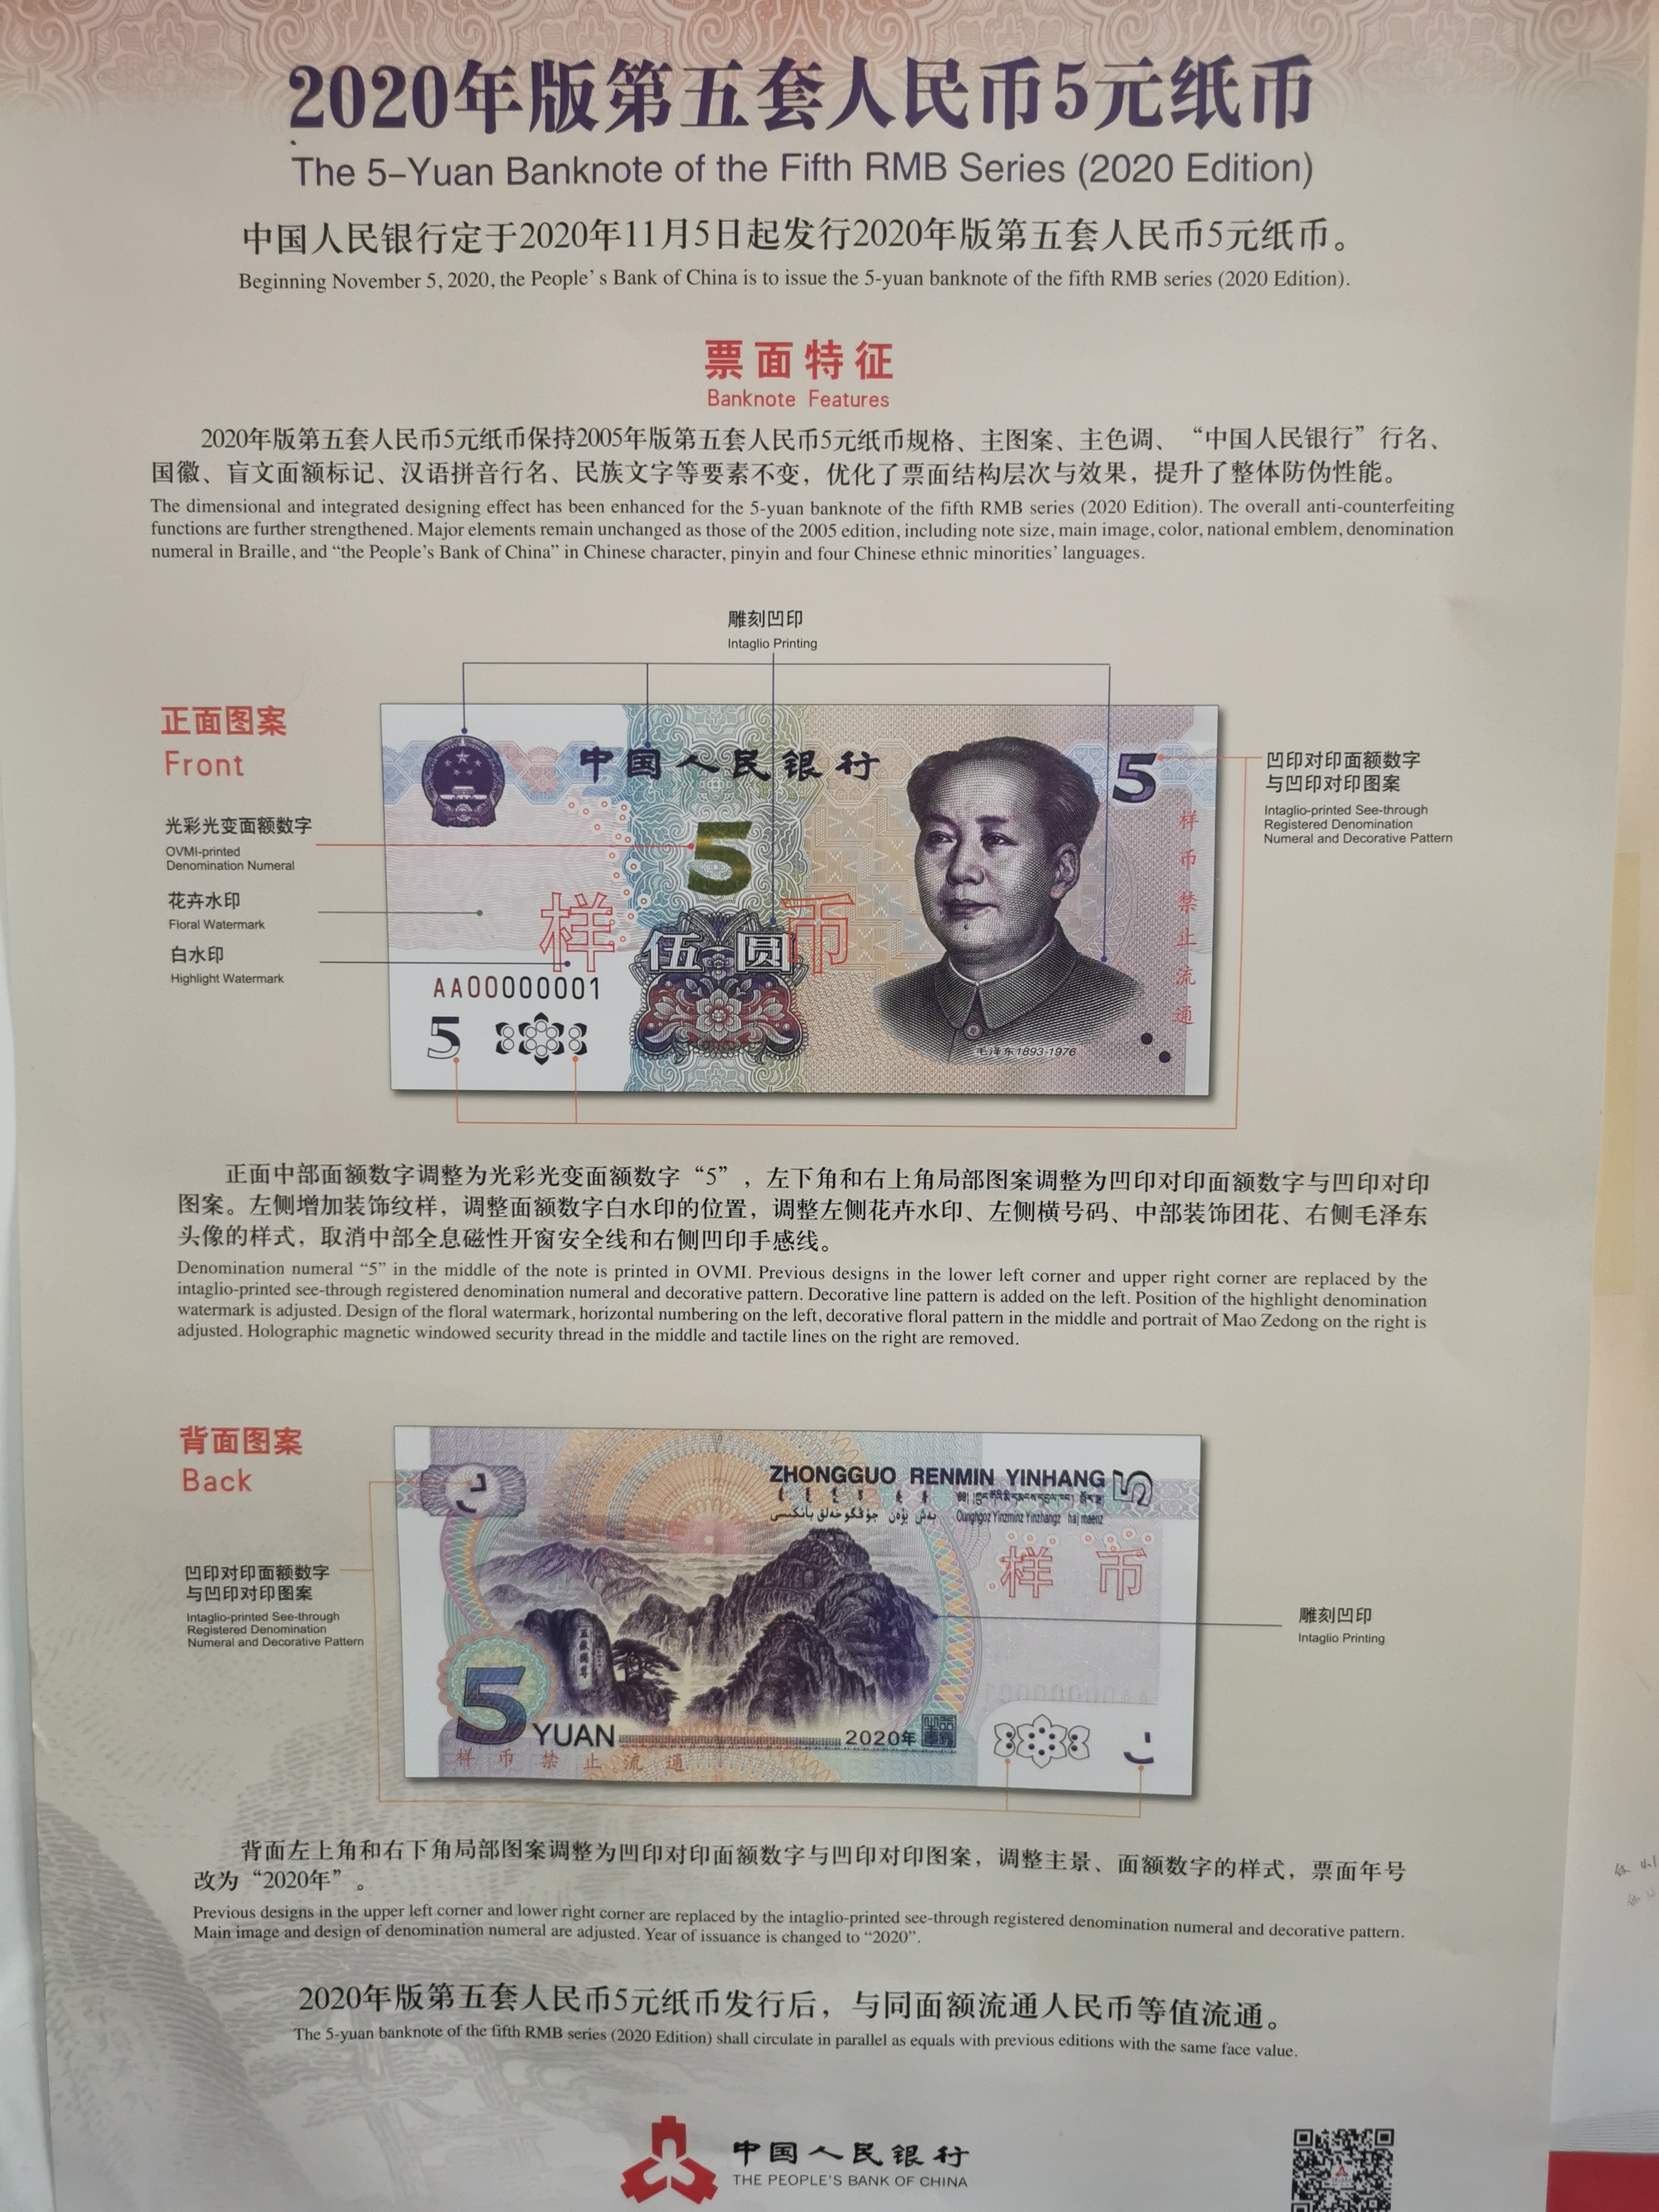 2020年版第五套人民币5元纸币
The 5-Yuan Banknote of the Fifth RMB Series (2020 Edition)
中国人民银行定于2020年11月5日起发行2020年版第五套人民币5元纸币。
Beginning November 5, 2020, the People's Bank of China is to issue the 5-yuan banknote of the fifth RMB series (2020 Edition).
票面特征
Banknote Features
2020年版第五套人民币5元纸币保持2005年版第五套人民币5元纸币规格、主图案、主色调、“中国人民银行”行名、
国徽、盲文面额标记、汉语拼音行名、民族文字等要素不变，优化了票面结构层次与效果，提升了整体防伪性能。
The dimensional and integrated designing effect has been enhanced for the 5-yuan banknote of the fifth RMB series (2020 Edition). The overall anti-counterfeiting
functions are further strengthened. Major elements remain unchanged as those of the 2005 edition, including note size, main image, color, national emblem, denomination
numeral in Braille, and “the People's Bank of China” in Chinese character, pinyin and four Chinese ethnic minorities' languages.
雕刻凹印
Intaglio Printing
正面图案
Front
光彩光变面额数字
OVMI-printed
Denomination Numeral
花卉水印
Floral Watermark
白水印
Highlight Watermark
中国人民银行
5
5
样币
伍圆
AA00000001
5
毛泽东1893-1976
样币禁止流通
凹印对印面额数字
与凹印对印图案
Intaglio-printed See-through
Registered Denomination
Numeral and Decorative Pattern
正面中部面额数字调整为光彩光变面额数字“5”，左下角和右上角局部图案调整为凹印对印面额数字与凹印对印
图案。左侧增加装饰纹样，调整面额数字白水印的位置，调整左侧花卉水印、左侧横号码、中部装饰团花、右侧毛泽东
头像的样式，取消中部全息磁性开窗安全线和右侧凹印手感线。
Denomination numeral “5” in the middle of the note is printed in OVMI. Previous designs in the lower left corner and upper right corner are replaced by the
intaglio-printed see-through registered denomination numeral and decorative pattern. Decorative line pattern is added on the left. Position of the highlight denomination
watermark is adjusted. Design of the floral watermark, horizontal numbering on the left, decorative floral pattern in the middle and portrait of Mao Zedong on the right is
adjusted. Holographic magnetic windowed security thread in the middle and tactile lines on the right are removed.
背面图案
Back
凹印对印面额数字
与凹印对印图案
Intaglio-printed See-through
Registered Denomination
Numeral and Decorative Pattern
ZHONGGUO RENMIN YINHANG
5
Cunghgoz Yinzminz Yinzhangz haj maenz
样币
五岳独尊
5 YUAN
2020年
样币禁止流通
雕刻凹印
Intaglio Printing
背面左上角和右下角局部图案调整为凹印对印面额数字与凹印对印图案，调整主景、面额数字的样式，票面年号
改为“2020年”。
Previous designs in the upper left corner and lower right corner are replaced by the intaglio-printed see-through registered denomination numeral and decorative pattern.
Main image and design of denomination numeral are adjusted. Year of issuance is changed to “2020”.
2020年版第五套人民币5元纸币发行后，与同面额流通人民币等值流通。
The 5-yuan banknote of the fifth RMB series (2020 Edition) shall circulate in parallel as equals with previous editions with the same face value.
中国人民银行
THE PEOPLE'S BANK OF CHINA